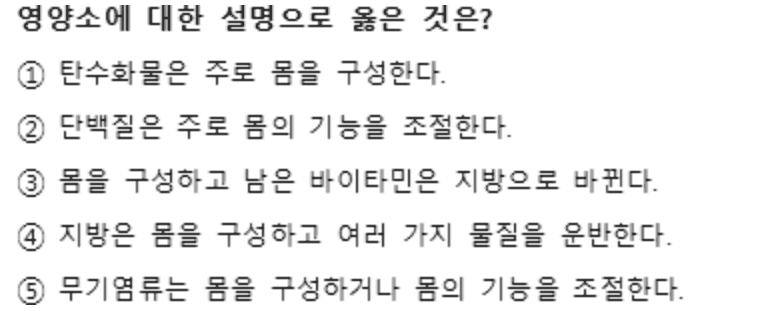 영양소에 대한 설명으로 옳은 것은?
① 탄수화물은 주로 몸을 구성한다.
② 단백질은 주로 몸의 기능을 조절한다.
③ 몸을 구성하고 남은 바이타민은 지방으로 바뀐다.
④ 지방은 몸을 구성하고 여러 가지 물질을 운반한다.
⑤ 무기염류는 몸을 구성하거나 몸의 기능을 조절한다.